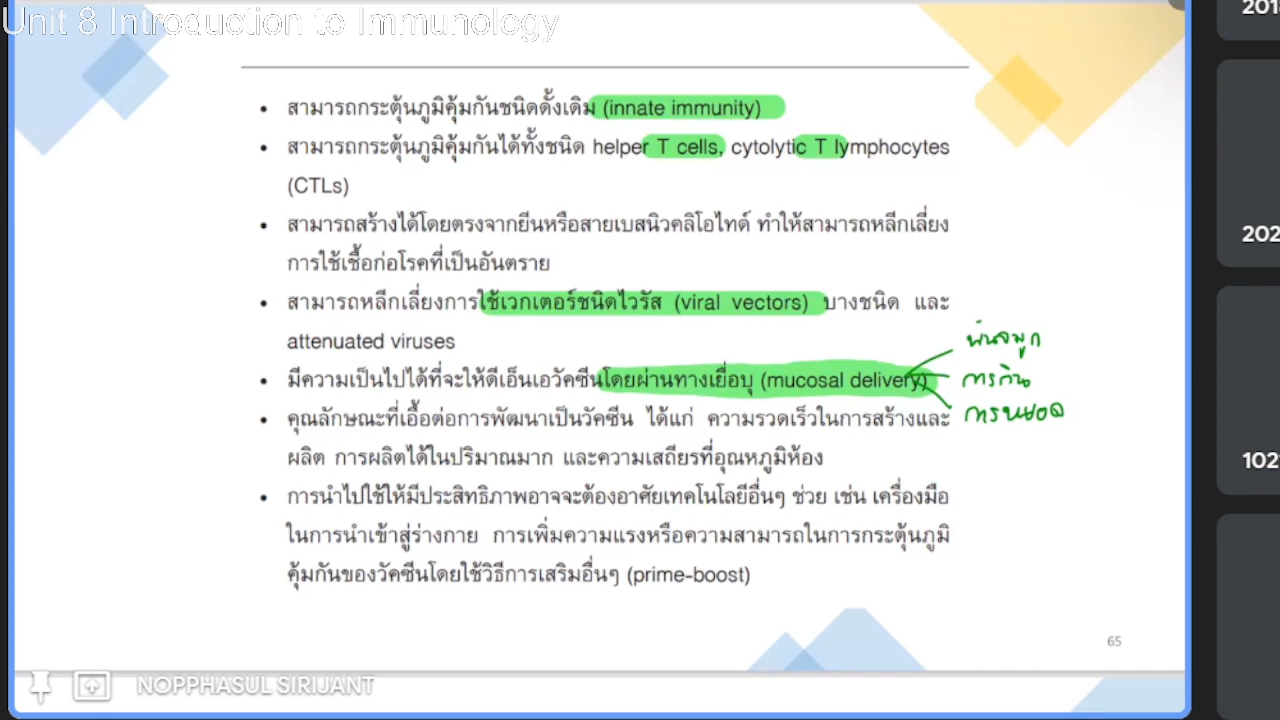 Unit 8 Introduction to Immunology
201
• สามารถกระตุ้นภูมิคุ้มกันชนิดดั้งเดิม (innate immunity)
• สามารถกระตุ้นภูมิคุ้มกันได้ทั้งชนิด helper T cells, cytolytic T lymphocytes
(CTLs)
• สามารถสร้างได้โดยตรงจากยีนหรือสายเบสนิวคลิโอไทด์ ทำให้สามารถหลีกเลี่ยง
202
การใช้เชื้อก่อโรคที่เป็นอันตราย
• สามารถหลีกเลี่ยงการใช้เวกเตอร์ชนิดไวรัส (viral vectors) บางชนิด และ
attenuated viruses
พ่นจมูก
• มีความเป็นไปได้ที่จะให้ดีเอ็นเอวัคซีนโดยผ่านทางเยื่อบุ (mucosal delivery)
การกิน
การหยอด
• คุณลักษณะที่เอื้อต่อการพัฒนาเป็นวัคซีน ได้แก่ ความรวดเร็วในการสร้างและ
ผลิต การผลิตได้ในปริมาณมาก และความเสถียรที่อุณหภูมิห้อง
102
• การนำไปใช้ให้มีประสิทธิภาพอาจจะต้องอาศัยเทคโนโลยีอื่นๆ ช่วย เช่น เครื่องมือ
ในการนำเข้าสู่ร่างกาย การเพิ่มความแรงหรือความสามารถในการกระตุ้นภูมิ
คุ้มกันของวัคซีนโดยใช้วิธีการเสริมอื่นๆ (prime-boost)
65
NOPPHASUL SIRIJANT